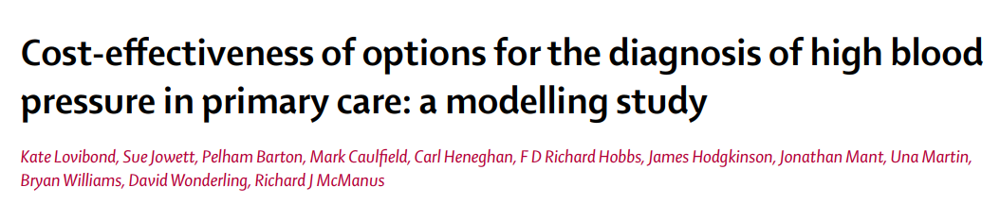 Cost-effectiveness of options for the diagnosis of high blood
pressure in primary care: a modelling study
Kate Lovibond, Sue Jowett, Pelham Barton, Mark Caulfield, Carl Heneghan, F D Richard Hobbs, James Hodgkinson, Jonathan Mant, Una Martin,
Bryan Williams, David Wonderling, Richard J McManus